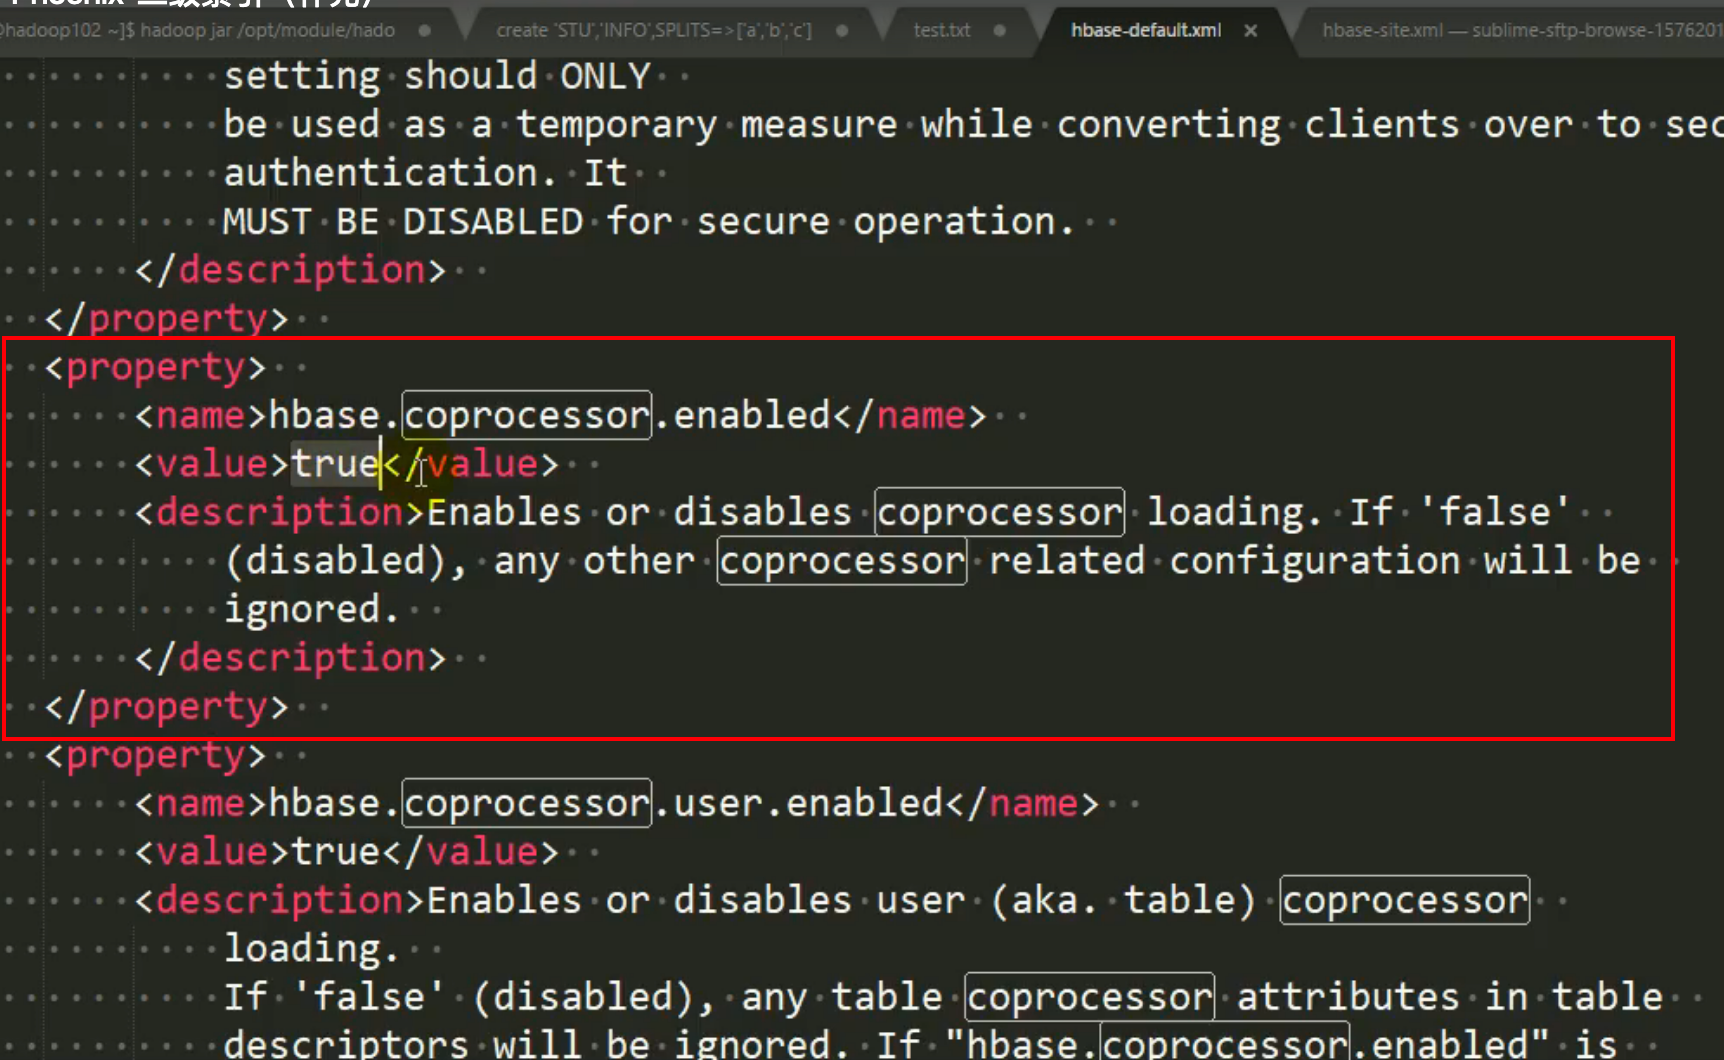 Phoenix 二级索引
@hadoop102 ~]$ hadoop jar /opt/module/hado
create 'STU','INFO',SPLITS=>['a','b','c']
test.txt
hbase-default.xml
hbase-site.xml — sublime-sftp-browse-1576201
setting should ONLY
be used as a temporary measure while converting clients over to sec
authentication. It
MUST BE DISABLED for secure operation.
</description>
</property>
<property>
<name>hbase.coprocessor.enabled</name>
<value>true</value>
<description>Enables or disables coprocessor loading. If 'false'
(disabled), any other coprocessor related configuration will be
ignored.
</description>
</property>
<property>
<name>hbase.coprocessor.user.enabled</name>
<value>true</value>
<description>Enables or disables user (aka. table) coprocessor
loading.
If 'false' (disabled), any table coprocessor attributes in table
descriptors will be ignored. If "hbase.coprocessor.enabled" is